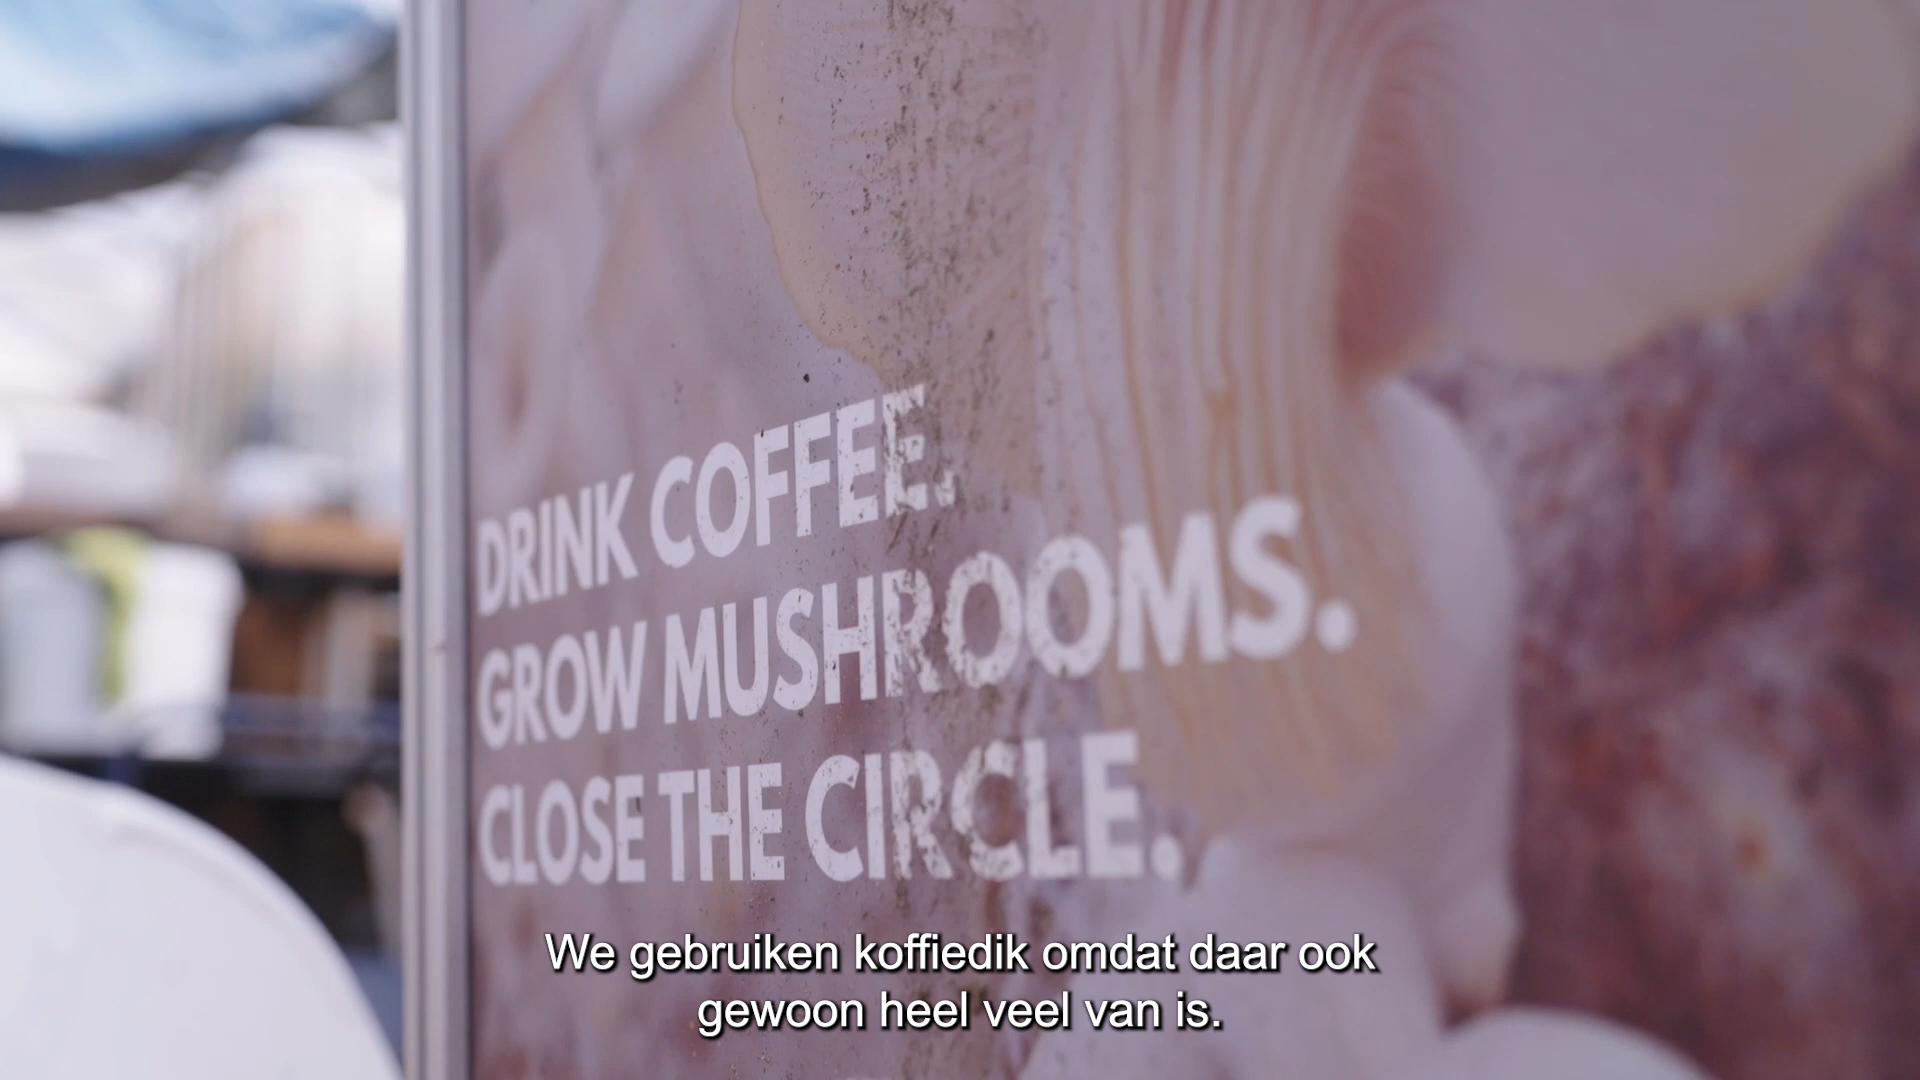 DRINK COFFEE.
GROW MUSHROOMS.
CLOSE THE CIRCLE.
We gebruiken koffiedik omdat daar ook
gewoon heel veel van is.